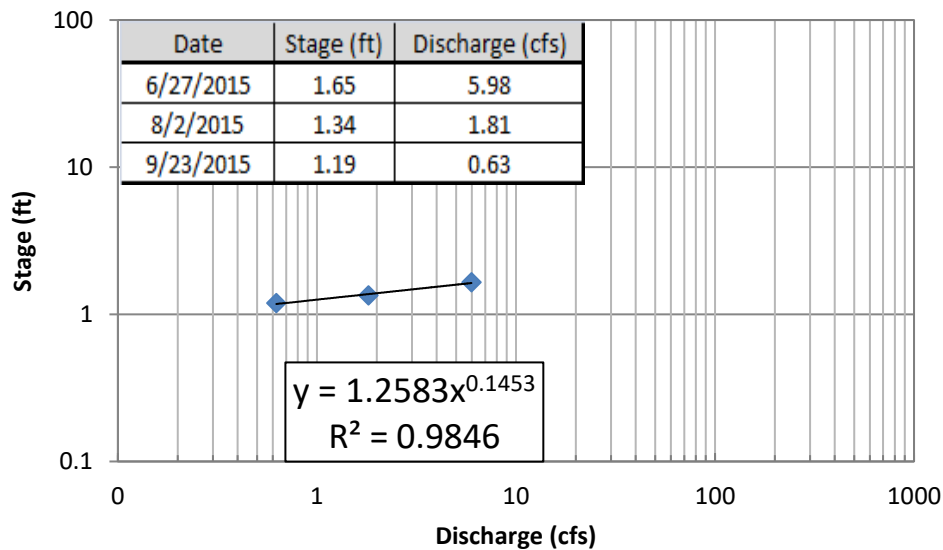 100
10
1
0.1
Stage (ft)
Date Stage (ft) Discharge (cfs)
6/27/2015 1.65 5.98
8/2/2015 1.34 1.81
9/23/2015 1.19 0.63
y = 1.2583x^0.1453
R² = 0.9846
0 1 10 100 1000
Discharge (cfs)